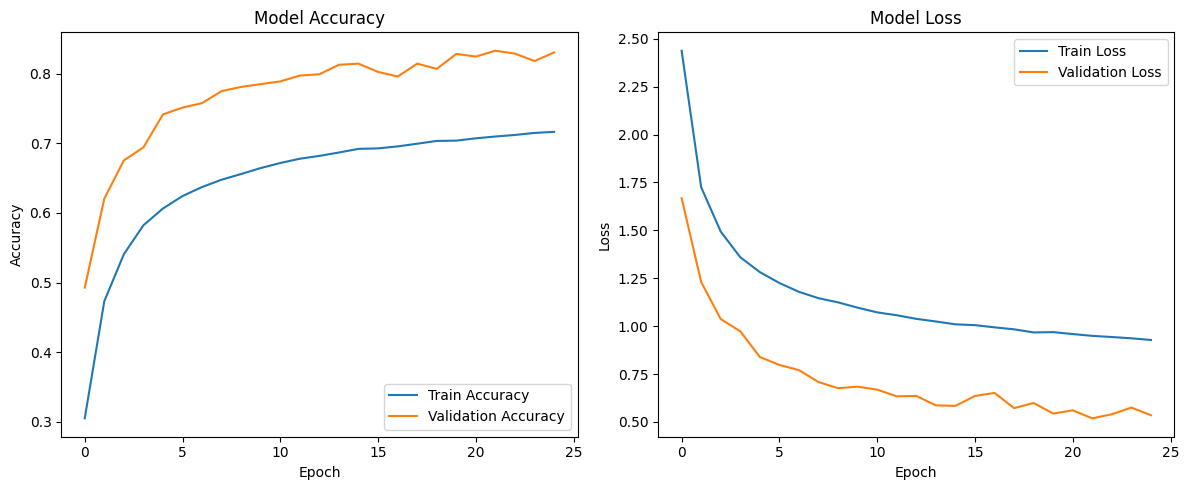 Model Accuracy
Accuracy
0.8
0.7
0.6
0.5
0.4
0.3
0 5 10 15 20 25
Epoch
Train Accuracy
Validation Accuracy
Model Loss
Loss
2.50
2.25
2.00
1.75
1.50
1.25
1.00
0.75
0.50
0 5 10 15 20 25
Epoch
Train Loss
Validation Loss